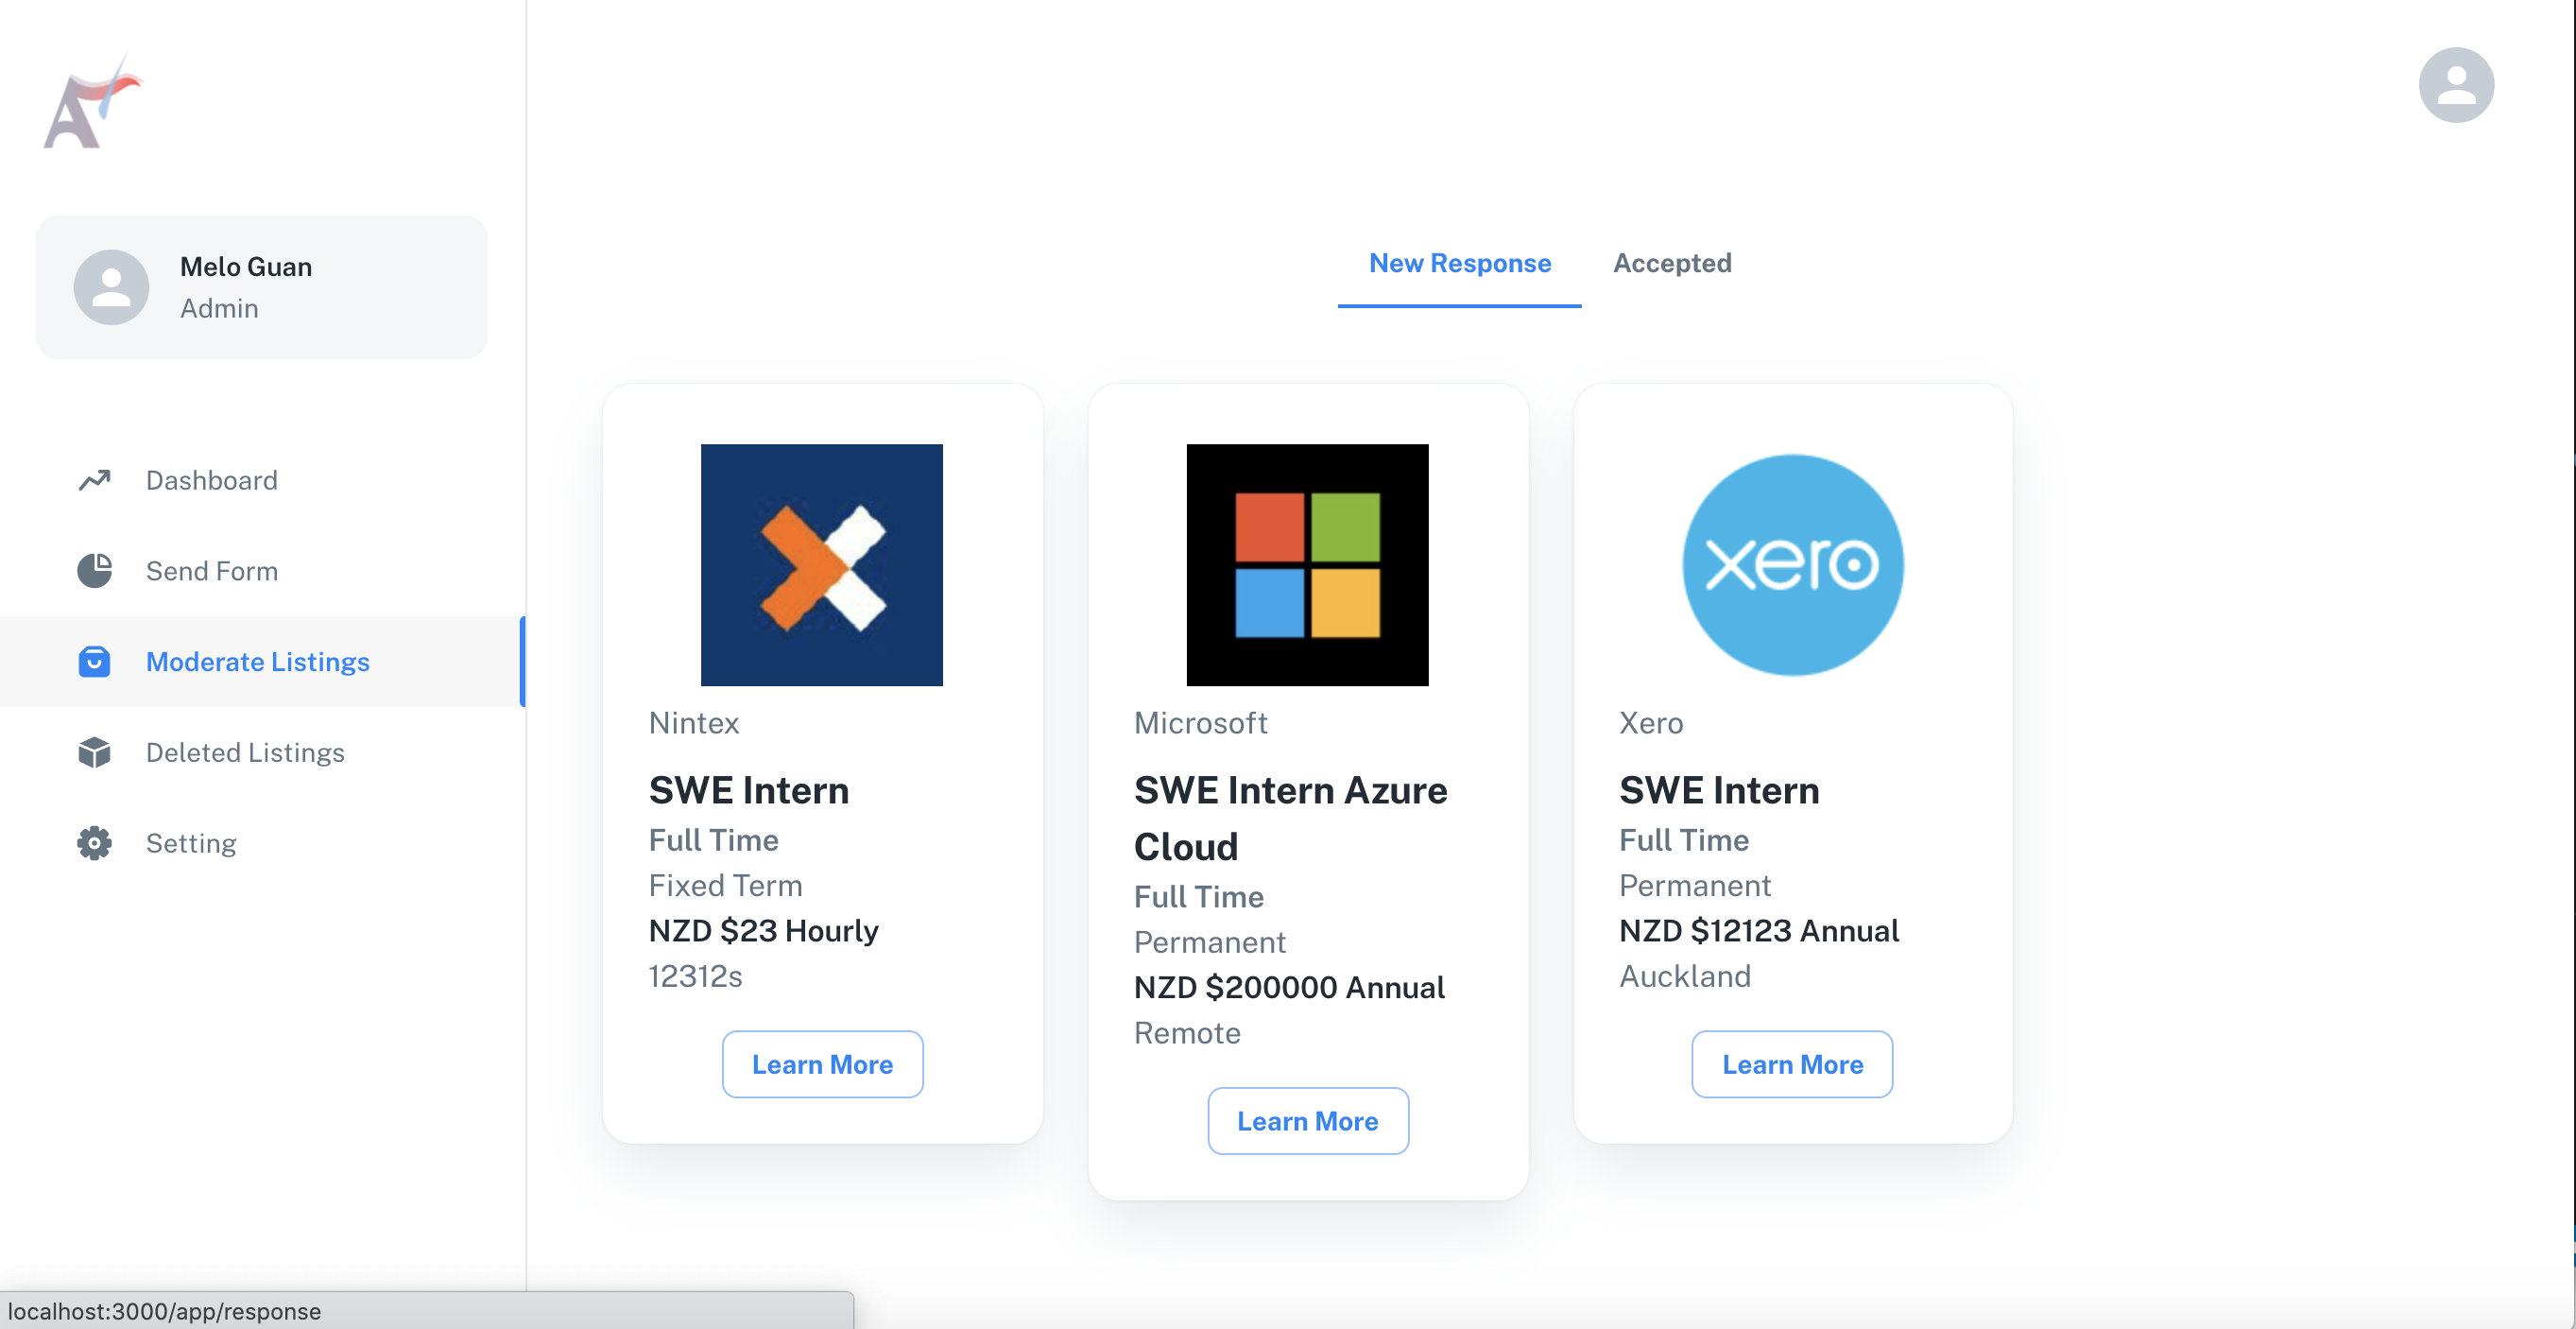 Melo Guan
Admin
Dashboard
Send Form
Moderate Listings
Deleted Listings
Setting
New Response
Accepted
Nintex
SWE Intern
Full Time
Fixed Term
NZD $23 Hourly
12312s
Learn More
Microsoft
SWE Intern Azure
Cloud
Full Time
Permanent
NZD $200000 Annual
Remote
Learn More
xero
Xero
SWE Intern
Full Time
Permanent
NZD $12123 Annual
Auckland
Learn More
localhost:3000/app/response